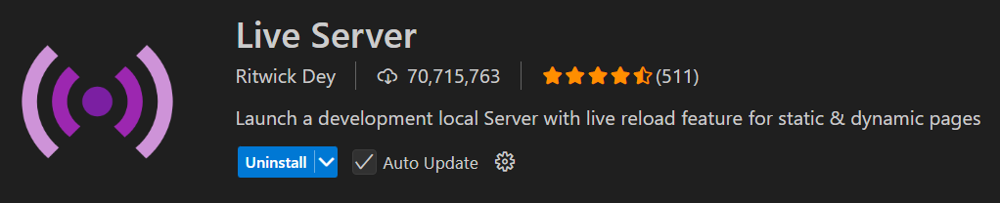 Live Server
Ritwick Dey 70,715,763 (511)
Launch a development local Server with live reload feature for static & dynamic pages
Uninstall Auto Update